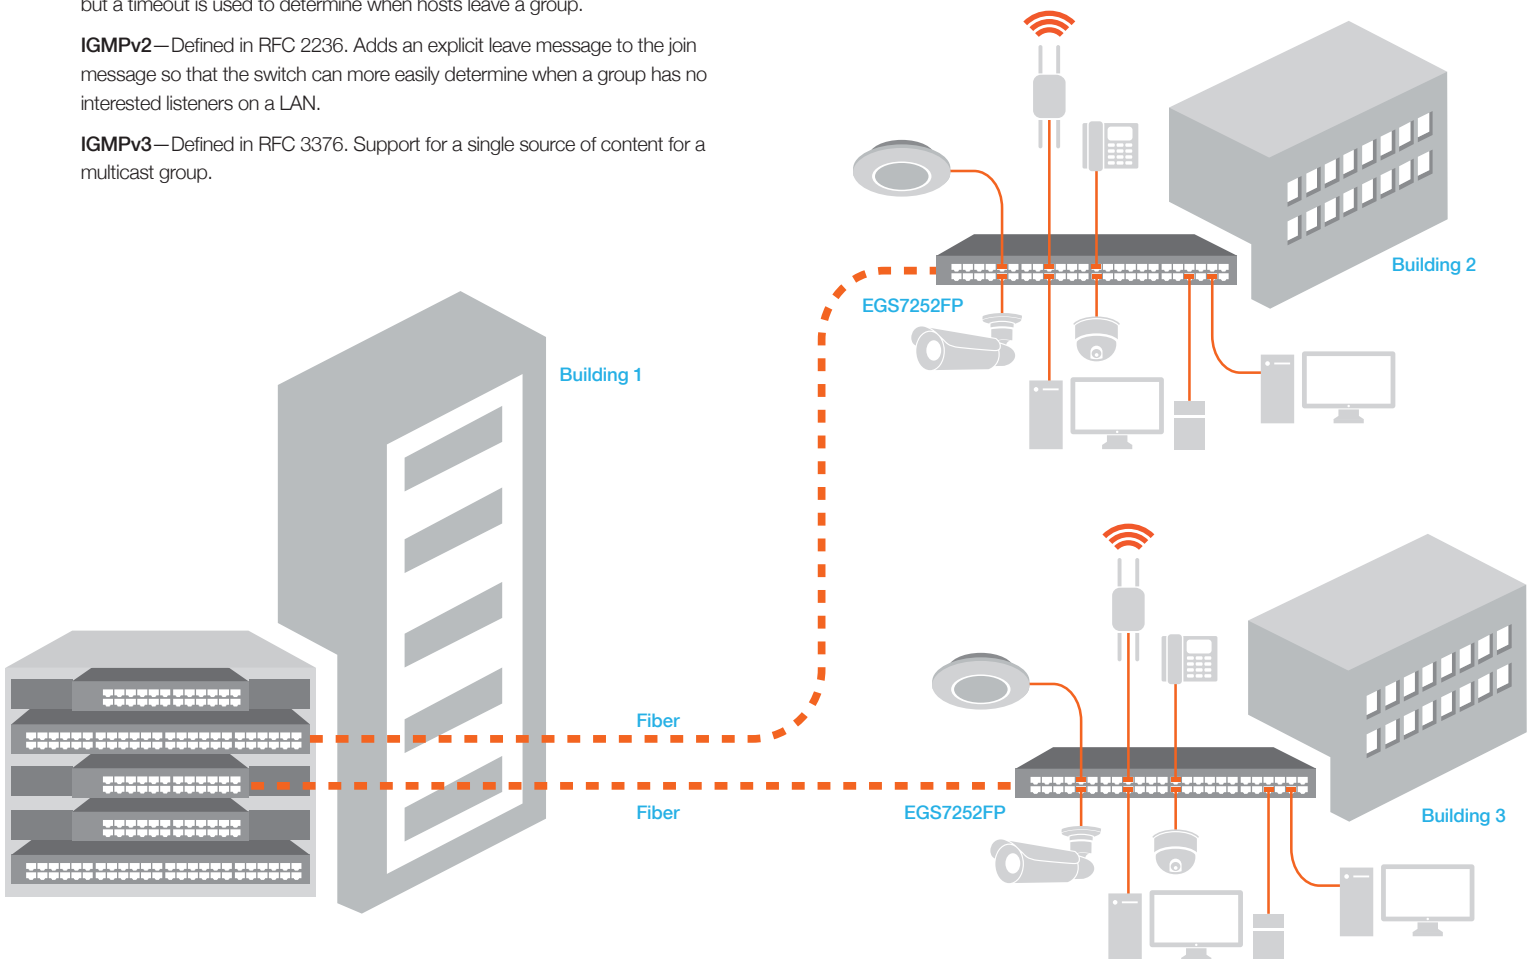 but a timeout is used to determine when hosts leave a group.
IGMPv2—Defined in RFC 2236. Adds an explicit leave message to the join
message so that the switch can more easily determine when a group has no
interested listeners on a LAN.
IGMPv3—Defined in RFC 3376. Support for a single source of content for a
multicast group.
Building 2
EGS7252FP
Building 1
Fiber
Fiber
EGS7252FP
Building 3